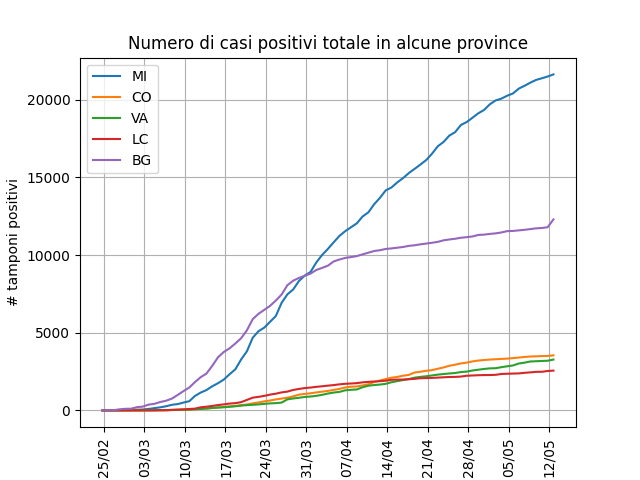 Numero di casi positivi totale in alcune province
MI
CO
VA
LC
BG
# tamponi positivi
20000
15000
10000
5000
0
25/02
03/03
10/03
17/03
24/03
31/03
07/04
14/04
21/04
28/04
05/05
12/05